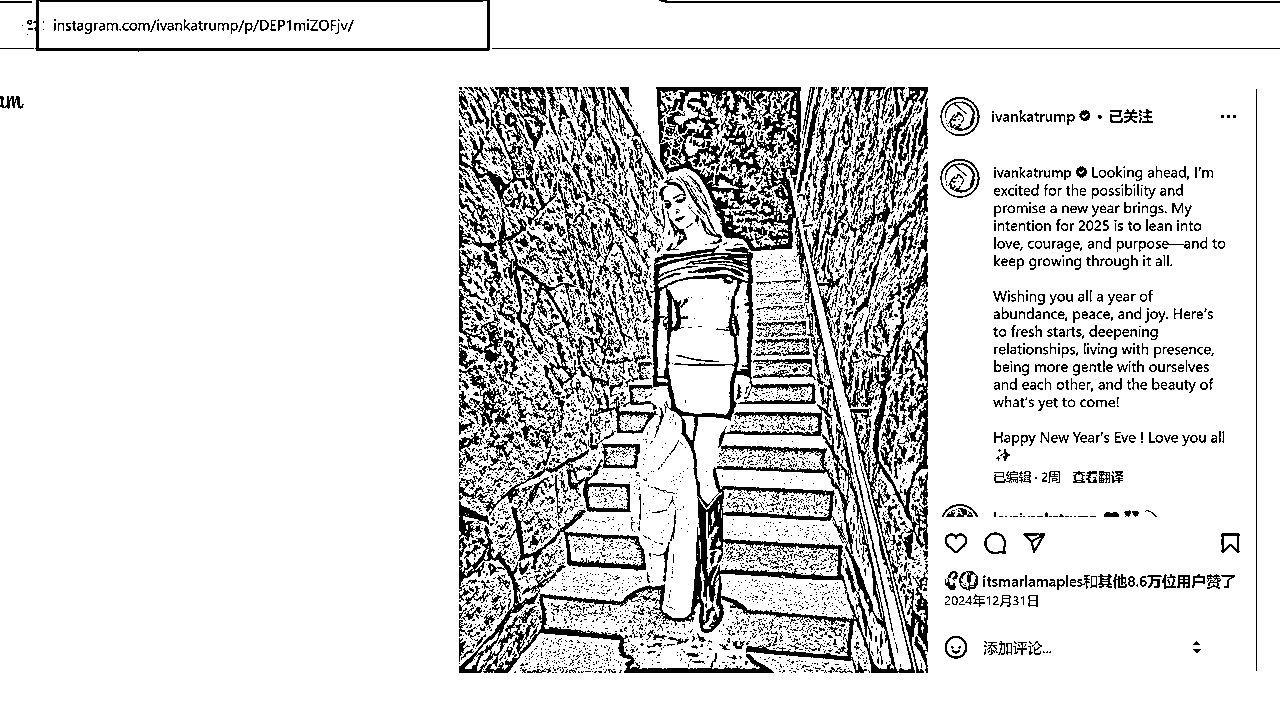 instagram.com/ivankatrump/p/DEP1miZOFjv/
am
ivankatrump • 已关注
ivankatrump Looking ahead, I'm
excited for the possibility and
promise a new year brings. My
intention for 2025 is to lean into
love, courage, and purpose—and to
keep growing through it all.
Wishing you all a year of
abundance, peace, and joy. Here's
to fresh starts, deepening
relationships, living with presence,
being more gentle with ourselves
and each other, and the beauty of
what's yet to come!
Happy New Year's Eve ! Love you all
✨
已编辑 · 2周 查看翻译
itsmarlamaples和其他8.6万位用户赞了
2024年12月31日
添加评论...